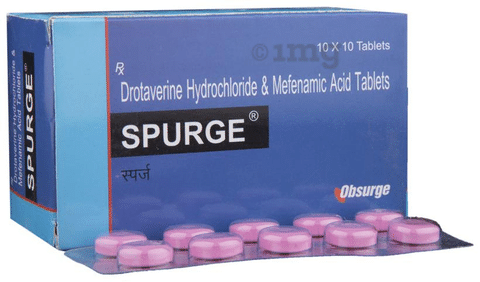 ©1mg
10 X 10 Tablets
Rx
Drotaverine Hydrochloride & Mefenamic Acid Tablets
SPURGE®
स्पर्ज
Obsurge
Drotaverine Hydrochloride &
Mefenamic Acid Tablets
SPURGE®